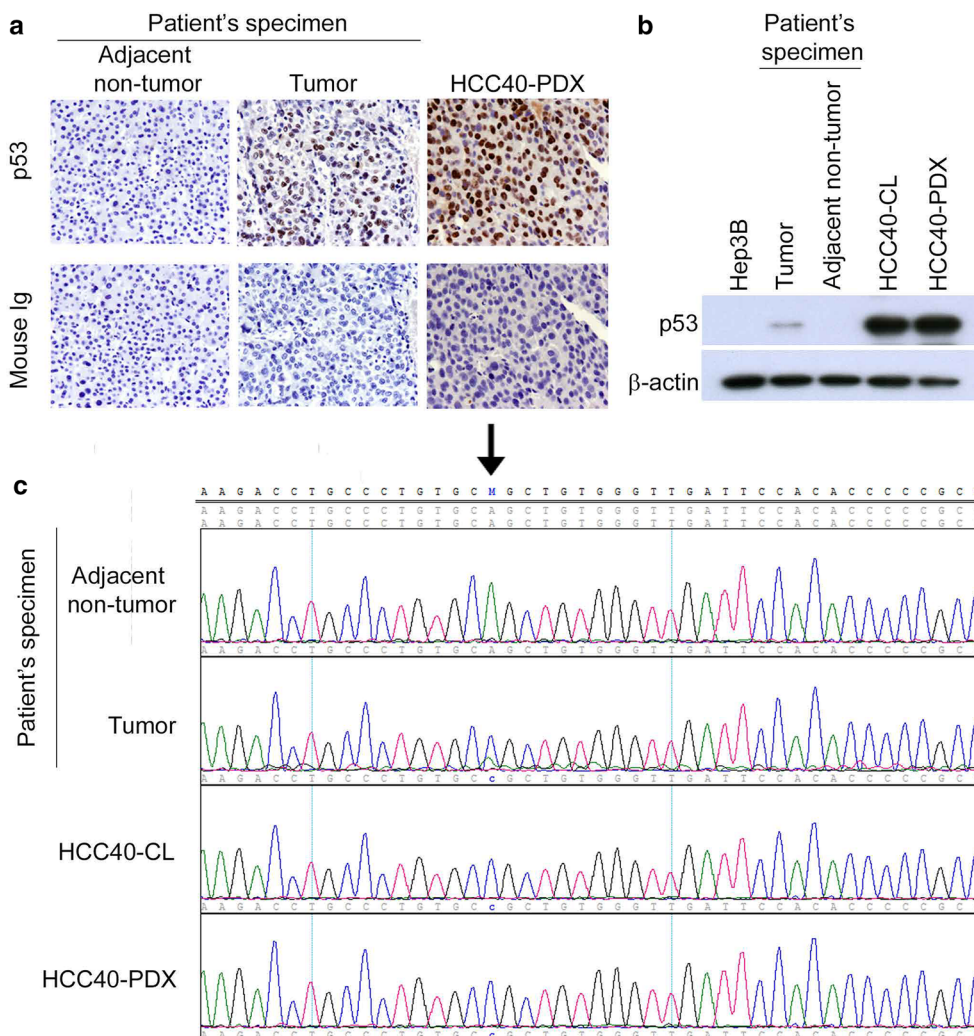 a
Patient's specimen
Adjacent
non-tumor
Tumor
HCC40-PDX
p53
Mouse Ig
b
Patient's
specimen
Hep3B
Tumor
Adjacent non-tumor
HCC40-CL
HCC40-PDX
p53
β-actin
c
A A G A C C T G C C C T G T G C M G C T G T G G G T T G A T T C C A C A C C C C C G C
A A G A C C T G C C C T G T G C A G C T G T G G G T T G A T T C C A C A C C C C C G C
A A G A C C T G C C C T G T G C A G C T G T G G G T T G A T T C C A C A C C C C C G C
Patient's specimen
Adjacent
non-tumor
A A G A C C T G C C C T G T G C A G C T G T G G G T T G A T T C C A C A C C C C C G C
Tumor
A A G A C C T G C C C T G T G C C G C T G T G G G T T G A T T C C A C A C C C C C G C
HCC40-CL
A A G A C C T G C C C T G T G C C G C T G T G G G T T G A T T C C A C A C C C C C G C
HCC40-PDX